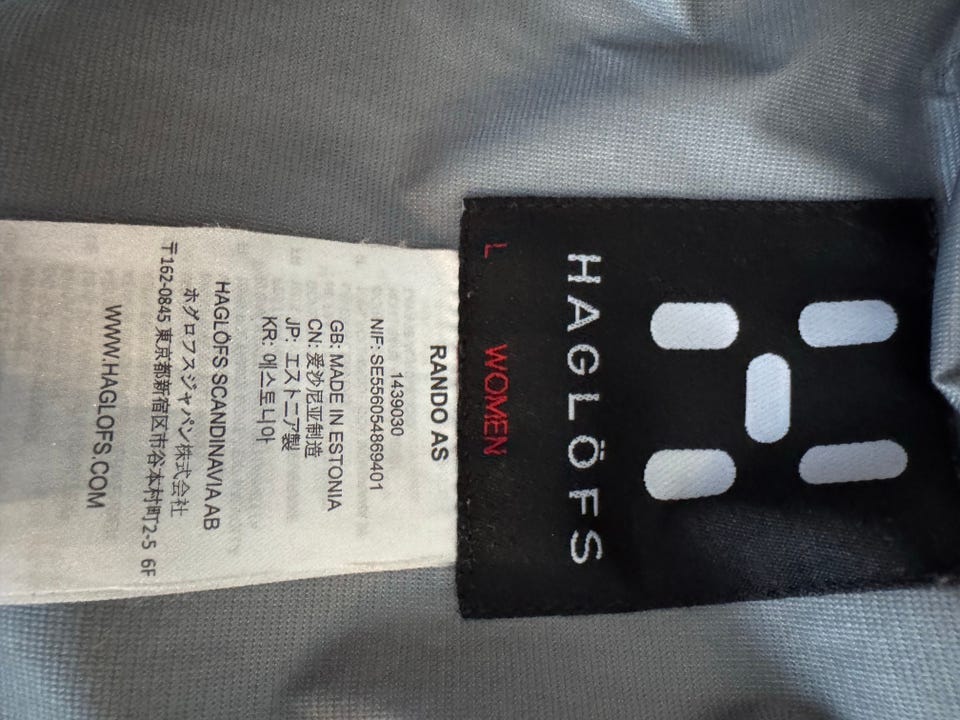 HAGLÖFS
L WOMEN
RANDO AS
1439030
NIF: SE556054869401
GB: MADE IN ESTONIA
CN: 爱沙尼亚制造
JP: エストニア製
KR: 에스토니아
HAGLÖFS SCANDINAVIA AB
ホグロフスジャパン株式会社
〒162-0845 東京都新宿区市谷本村町2-5 6F
WWW.HAGLOFS.COM